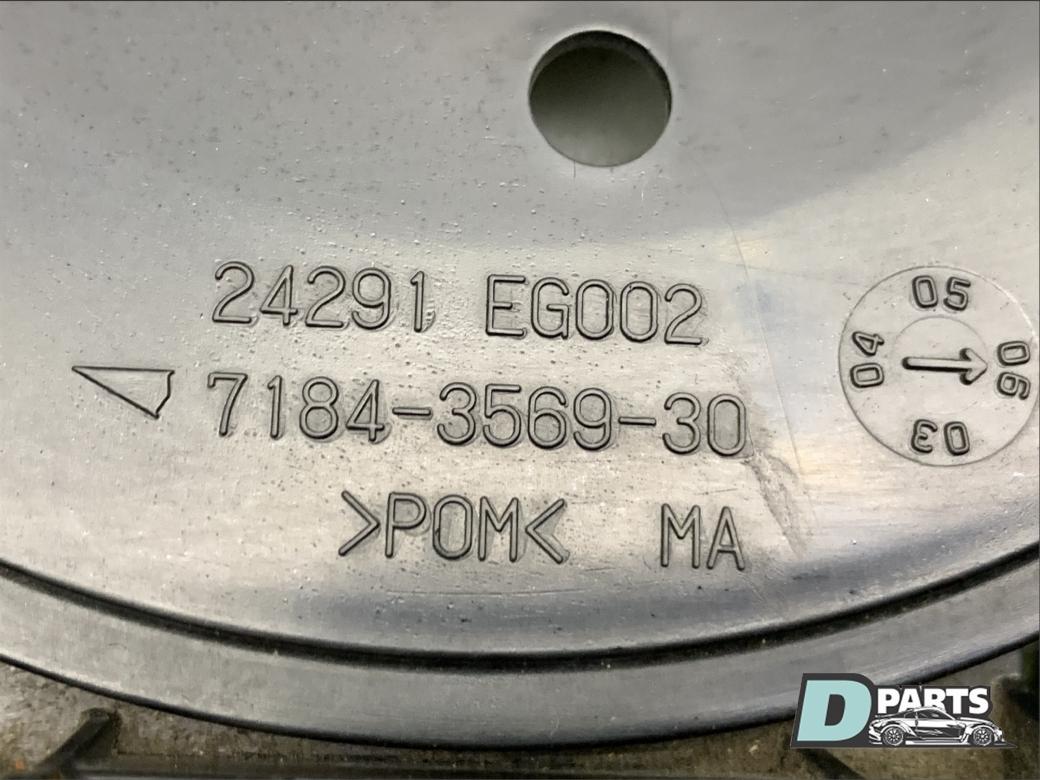 24291 EG002
7184-3569-30
>POM< MA
05
04
06
03
D PARTS